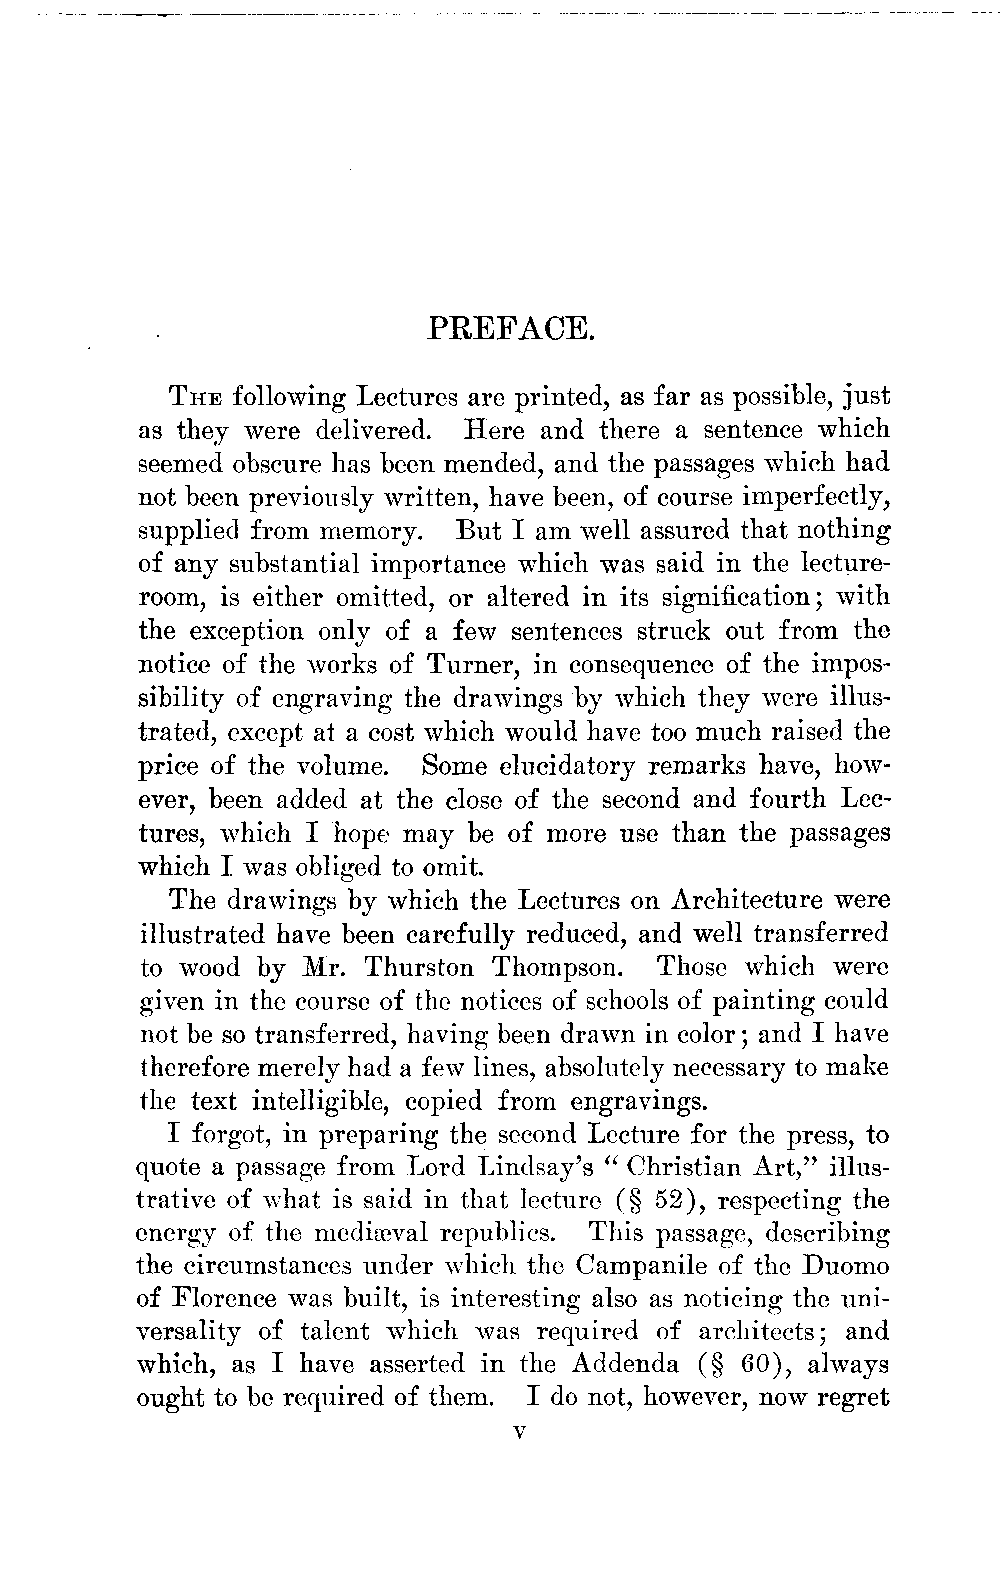 PREFACE.
THE following Lectures are printed, as far as possible, just
as they were delivered. Here and there a sentence which
seemed obscure has been mended, and the passages which had
not been previously written, have been, of course imperfectly,
supplied from memory. But I am well assured that nothing
of any substantial importance which was said in the lecture-
room, is either omitted, or altered in its signification; with
the exception only of a few sentences struck out from the
notice of the works of Turner, in consequence of the impos-
sibility of engraving the drawings by which they were illus-
trated, except at a cost which would have too much raised the
price of the volume. Some elucidatory remarks have, how-
ever, been added at the close of the second and fourth Lec-
tures, which I hope may be of more use than the passages
which I was obliged to omit.
The drawings by which the Lectures on Architecture were
illustrated have been carefully reduced, and well transferred
to wood by Mr. Thurston Thompson. Those which were
given in the course of the notices of schools of painting could
not be so transferred, having been drawn in color; and I have
therefore merely had a few lines, absolutely necessary to make
the text intelligible, copied from engravings.
I forgot, in preparing the second Lecture for the press, to
quote a passage from Lord Lindsay's “ Christian Art,” illus-
trative of what is said in that lecture (§ 52), respecting the
energy of the mediæval republics. This passage, describing
the circumstances under which the Campanile of the Duomo
of Florence was built, is interesting also as noticing the uni-
versality of talent which was required of architects; and
which, as I have asserted in the Addenda (§ 60), always
ought to be required of them. I do not, however, now regret
v